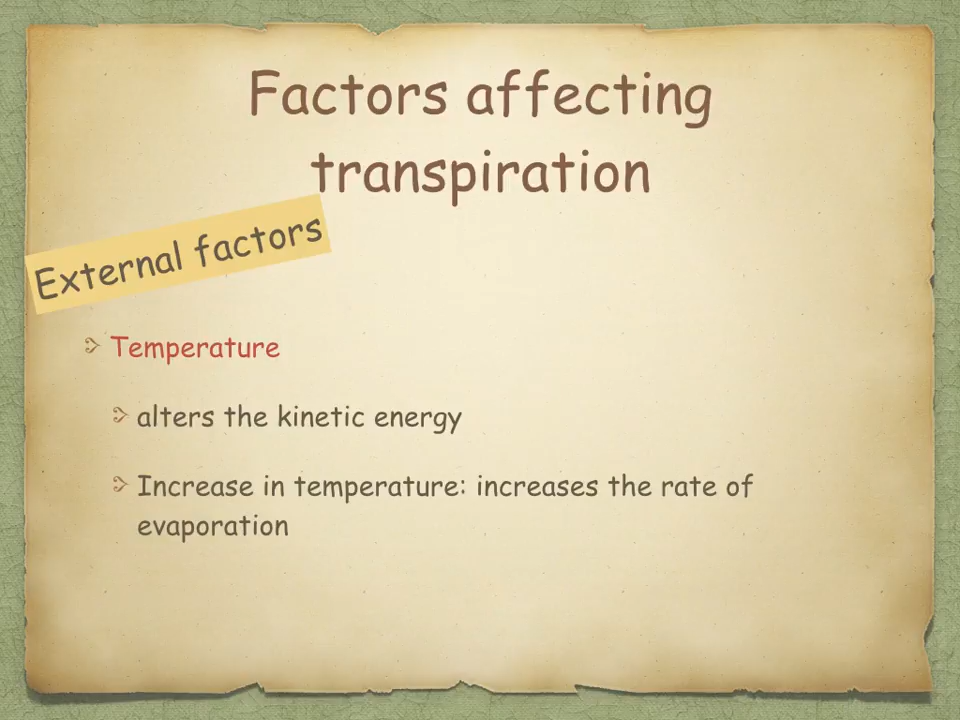 Factors affecting
transpiration
External factors
Temperature
alters the kinetic energy
Increase in temperature: increases the rate of
evaporation